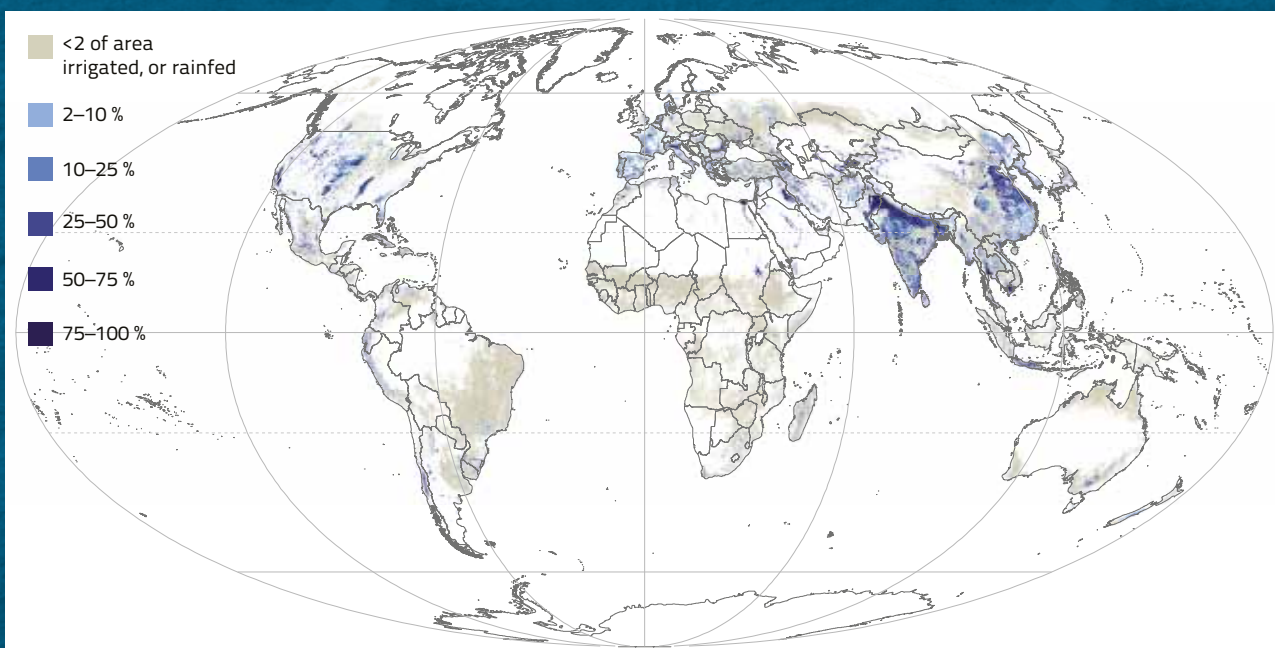 <2 of area
irrigated, or rainfed
2–10 %
10–25 %
25–50 %
50–75 %
75–100 %